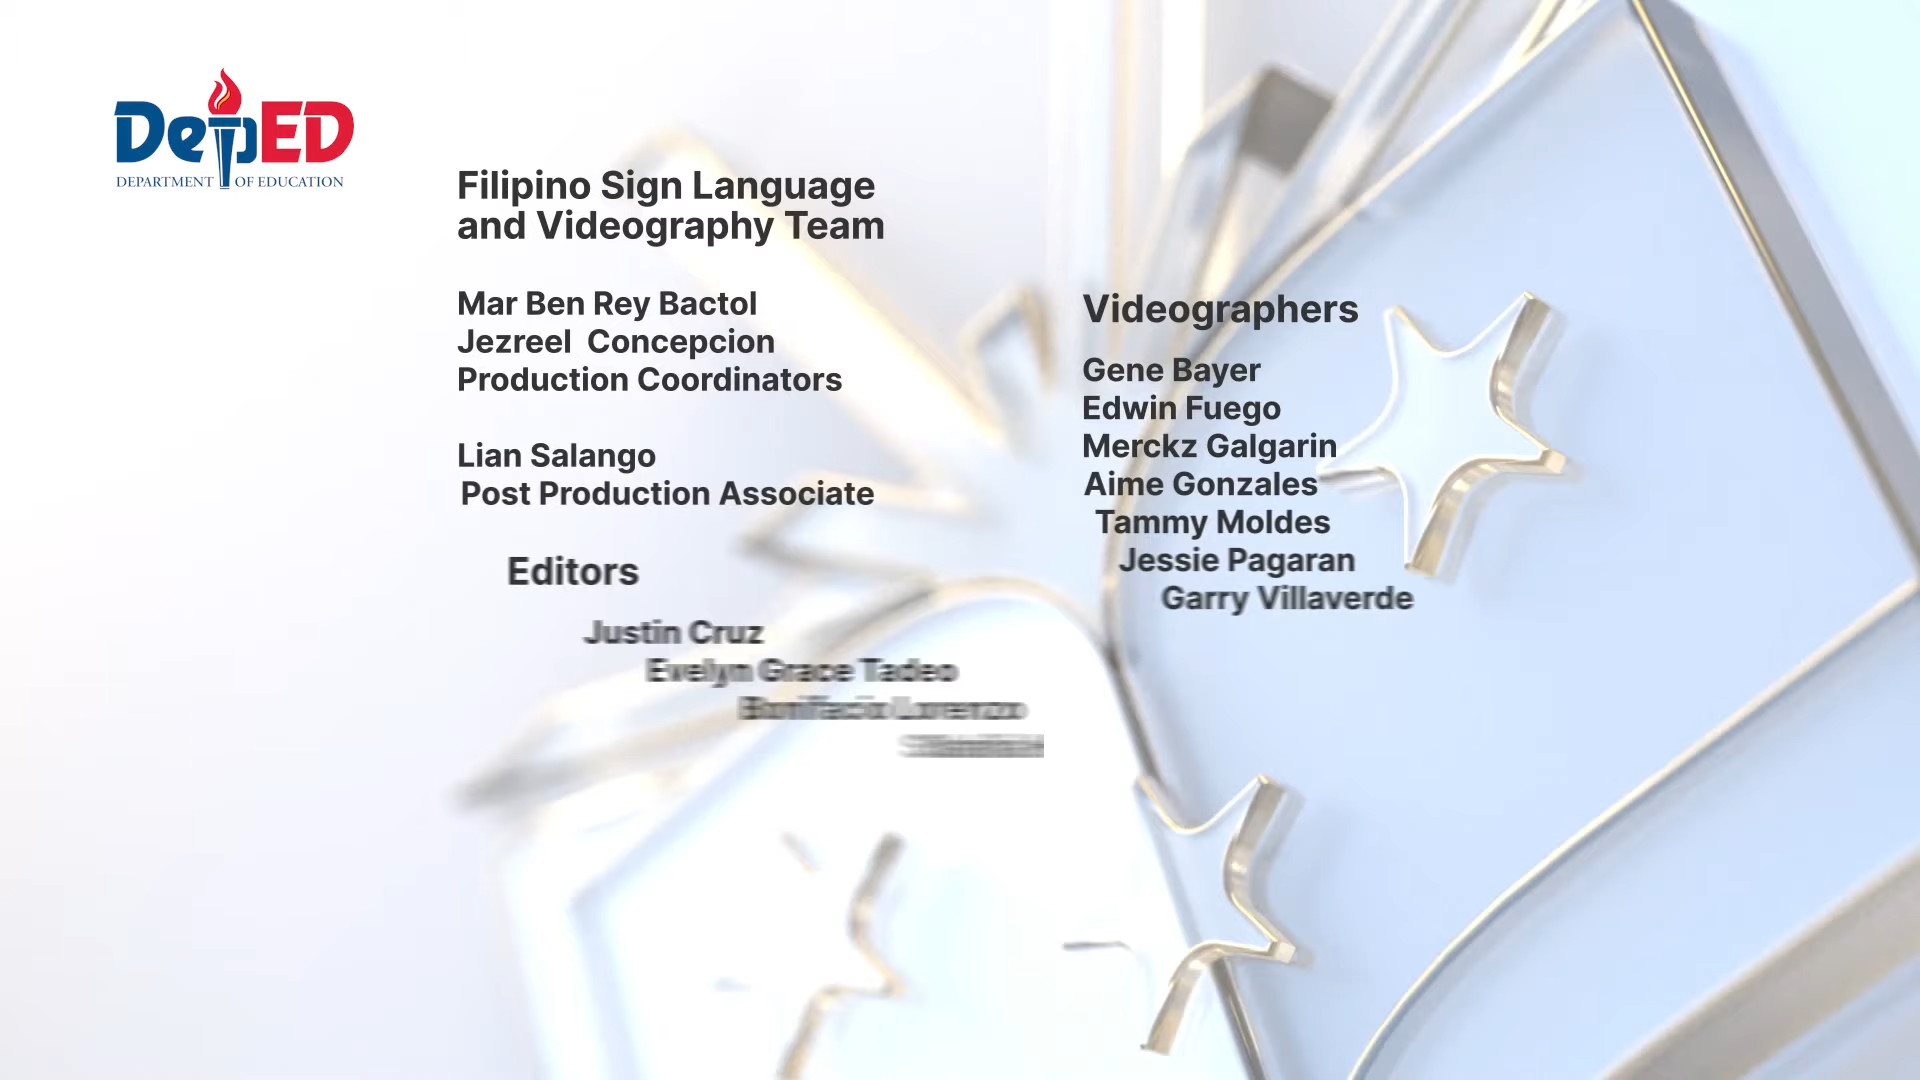 DepED
DEPARTMENT OF EDUCATION
Filipino Sign Language
and Videography Team
Mar Ben Rey Bactol
Jezreel Concepcion
Production Coordinators
Lian Salango
Post Production Associate
Editors
Justin Cruz
Evelyn Grace Tadeo
Bonifacio Lorenzo
Videographers
Gene Bayer
Edwin Fuego
Merckz Galgarin
Aime Gonzales
Tammy Moldes
Jessie Pagaran
Garry Villaverde